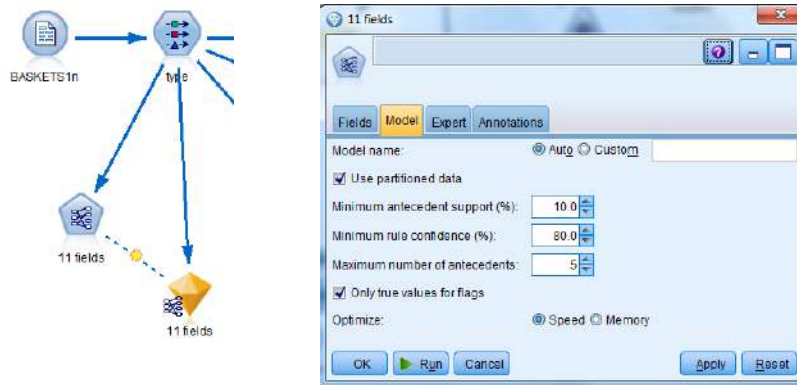 BASKETS1n
type
11 fields
11 fields
11 fields
Fields Model Expert Annotations
Model name: Auto Custom
Use partitioned data
Minimum antecedent support (%): 10.0
Minimum rule confidence (%): 80.0
Maximum number of antecedents: 5
Only true values for flags
Optimize: Speed Memory
OK Run Cancel Apply Reset